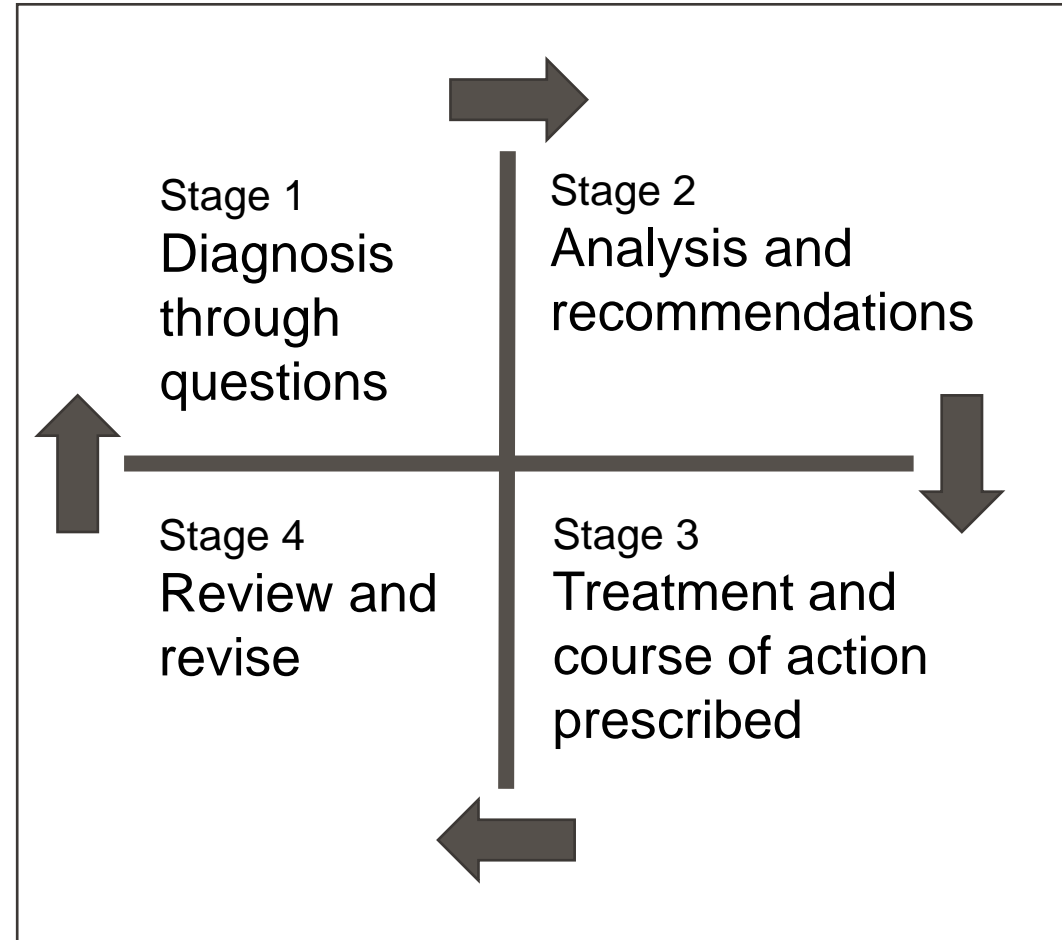 Stage 1
Diagnosis
through
questions
Stage 2
Analysis and
recommendations
Stage 3
Treatment and
course of action
prescribed
Stage 4
Review and
revise